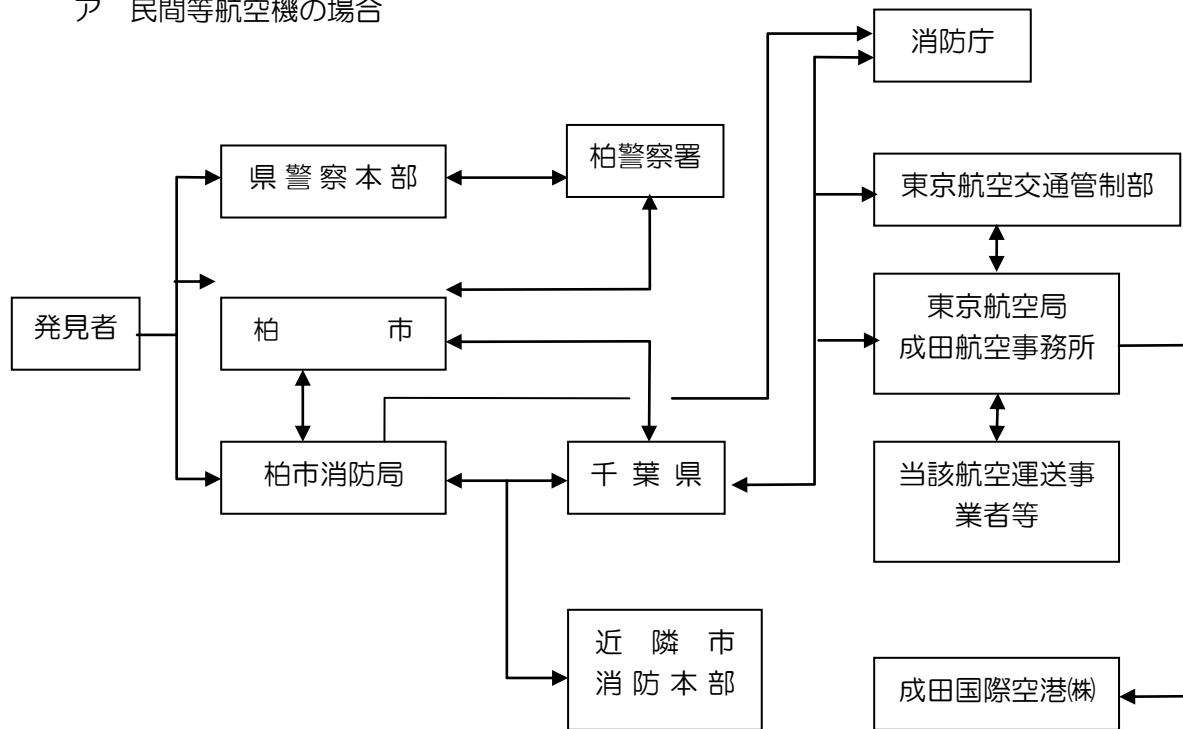 ア 民間等航空機の場合
消防庁
柏警察署
県警察本部
東京航空交通管制部
発見者
柏 市
東京航空局
成田航空事務所
柏市消防局
千葉県
当該航空運送事
業者等
近隣市
消防本部
成田国際空港㈱